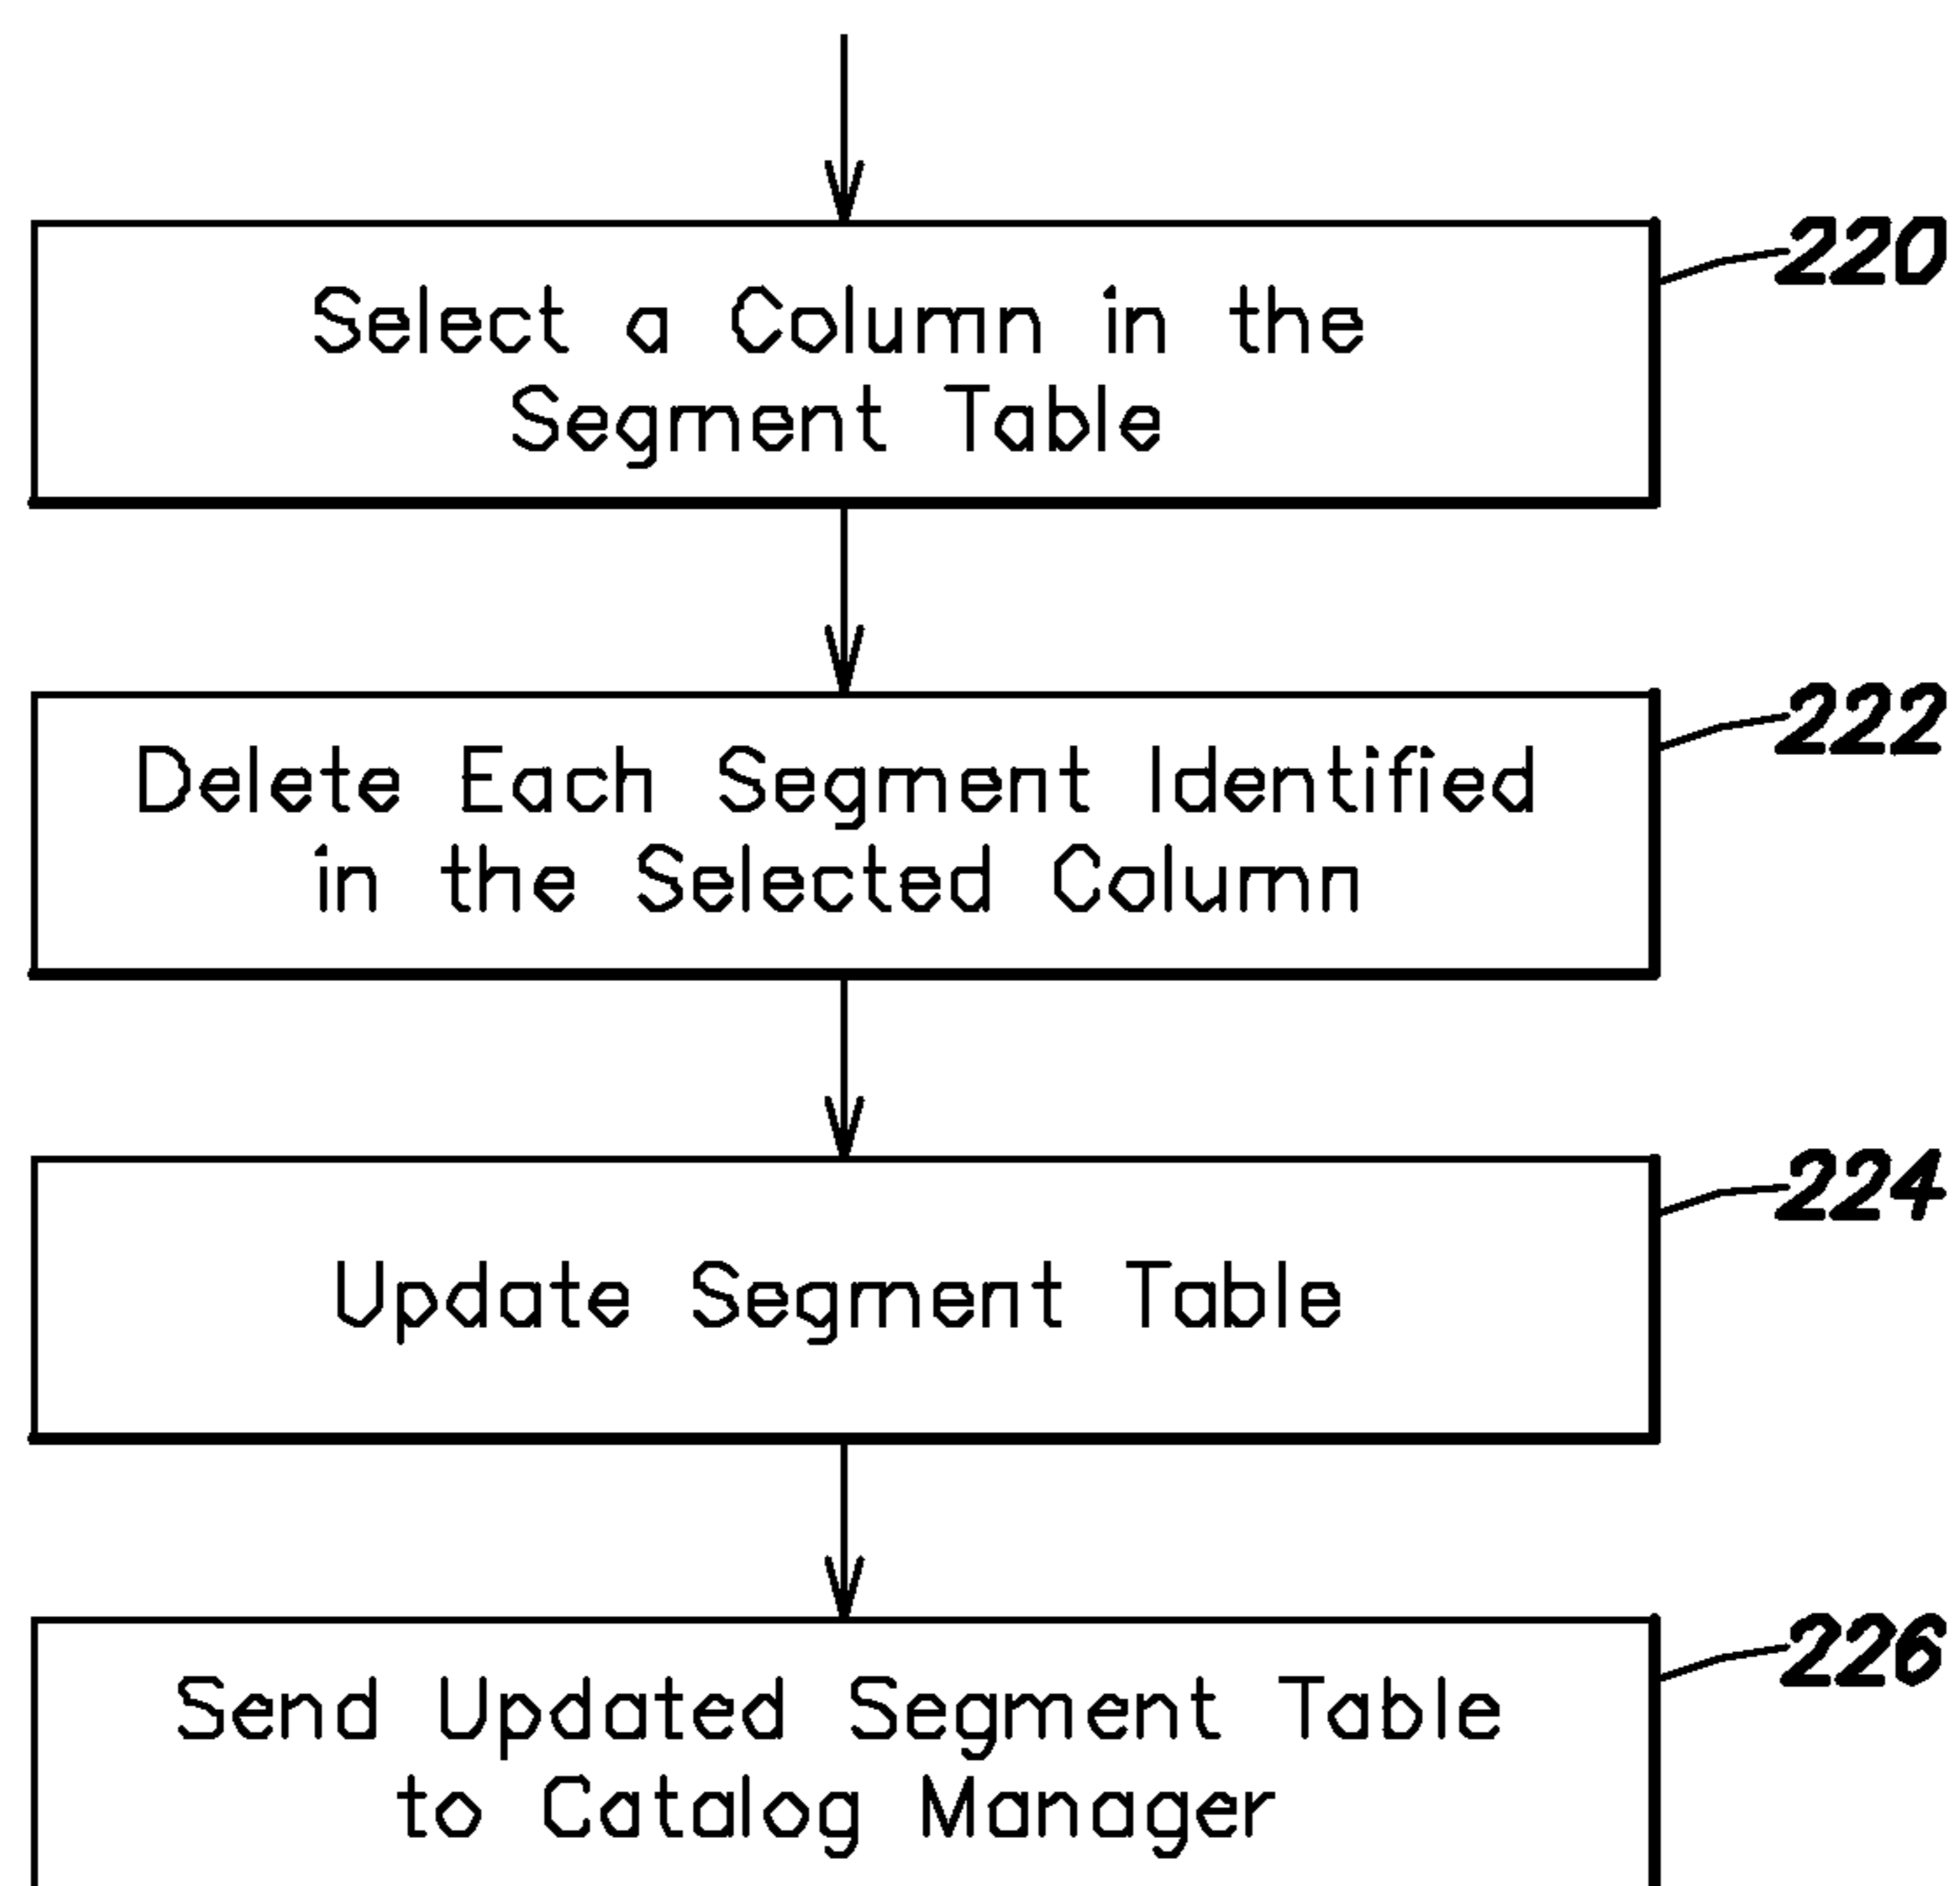 220
Select a Column in the
Segment Table
222
Delete Each Segment Identified
in the Selected Column
224
Update Segment Table
226
Send Updated Segment Table
to Catalog Manager